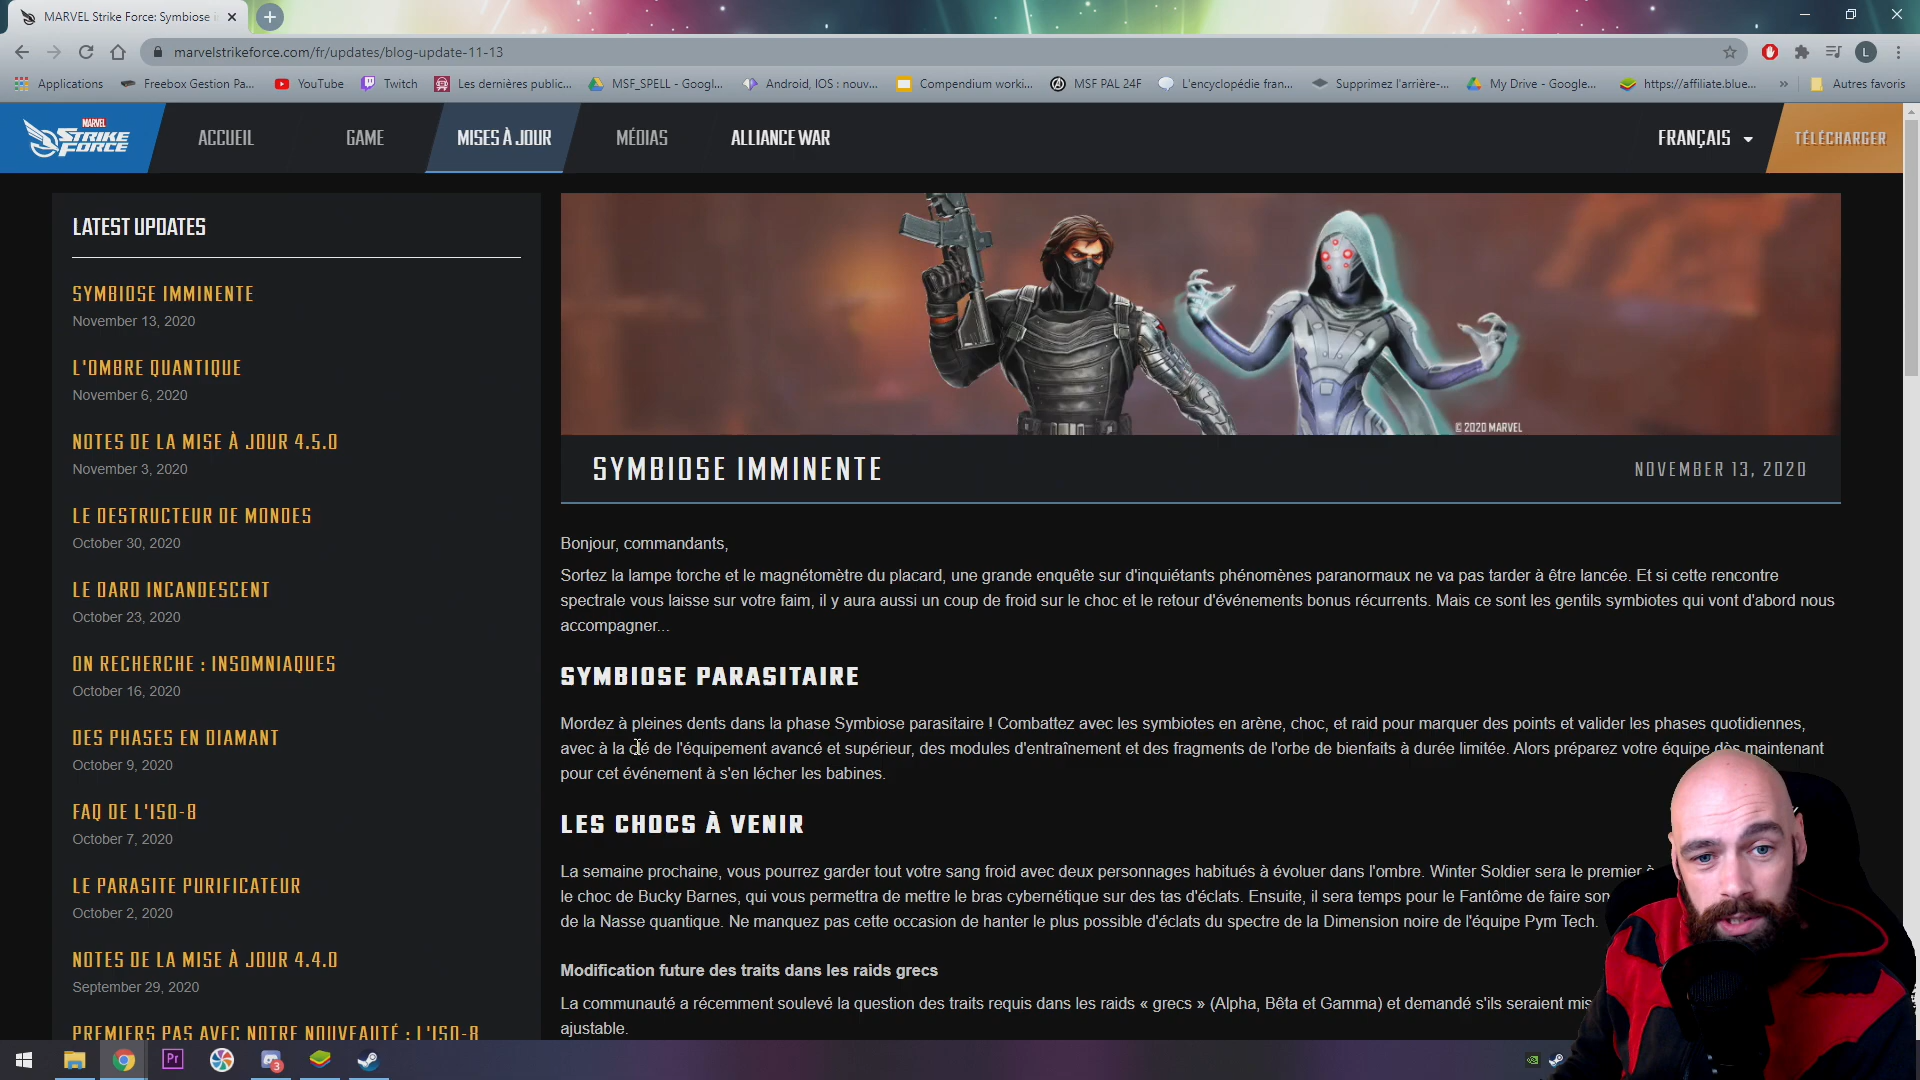 MARVEL Strike Force: Symbiose i
marvelstrikeforce.com/fr/updates/blog-update-11-13
L
Applications
Freebox Gestion Pa...
YouTube
Twitch
Les dernières public...
MSF_SPELL - Googl...
Android, IOS : nouv...
Compendium worki...
MSF PAL 24F
L'encyclopédie fran...
Supprimez l'arrière-...
My Drive - Google...
https://affiliate.blue...
»
Autres favoris
MARVEL
STRIKE
FORCE
ACCUEIL
GAME
MISES À JOUR
MÉDIAS
ALLIANCE WAR
FRANÇAIS
TÉLÉCHARGER
LATEST UPDATES
SYMBIOSE IMMINENTE
November 13, 2020
L'OMBRE QUANTIQUE
November 6, 2020
NOTES DE LA MISE À JOUR 4.5.0
November 3, 2020
LE DESTRUCTEUR DE MONDES
October 30, 2020
LE DARD INCANDESCENT
October 23, 2020
ON RECHERCHE : INSOMNIAQUES
October 16, 2020
DES PHASES EN DIAMANT
October 9, 2020
FAQ DE L'ISO-8
October 7, 2020
LE PARASITE PURIFICATEUR
October 2, 2020
NOTES DE LA MISE À JOUR 4.4.0
September 29, 2020
PREMIERS PAS AVEC NOTRE NOUVEAUTÉ : L'ISO-8
© 2020 MARVEL
SYMBIOSE IMMINENTE
NOVEMBER 13, 2020
Bonjour, commandants,
Sortez la lampe torche et le magnétomètre du placard, une grande enquête sur d'inquiétants phénomènes paranormaux ne va pas tarder à être lancée. Et si cette rencontre
spectrale vous laisse sur votre faim, il y aura aussi un coup de froid sur le choc et le retour d'événements bonus récurrents. Mais ce sont les gentils symbiotes qui vont d'abord nous
accompagner...
SYMBIOSE PARASITAIRE
Mordez à pleines dents dans la phase Symbiose parasitaire ! Combattez avec les symbiotes en arène, choc, et raid pour marquer des points et valider les phases quotidiennes,
avec à la clé de l'équipement avancé et supérieur, des modules d'entraînement et des fragments de l'orbe de bienfaits à durée limitée. Alors préparez votre équipe dès maintenant
pour cet événement à s'en lécher les babines.
LES CHOCS À VENIR
La semaine prochaine, vous pourrez garder tout votre sang froid avec deux personnages habitués à évoluer dans l'ombre. Winter Soldier sera le premier à
le choc de Bucky Barnes, qui vous permettra de mettre le bras cybernétique sur des tas d'éclats. Ensuite, il sera temps pour le Fantôme de faire son
de la Nasse quantique. Ne manquez pas cette occasion de hanter le plus possible d'éclats du spectre de la Dimension noire de l'équipe Pym Tech.
Modification future des traits dans les raids grecs
La communauté a récemment soulevé la question des traits requis dans les raids « grecs » (Alpha, Bêta et Gamma) et demandé s'ils seraient mis
ajustable.
Pr
3